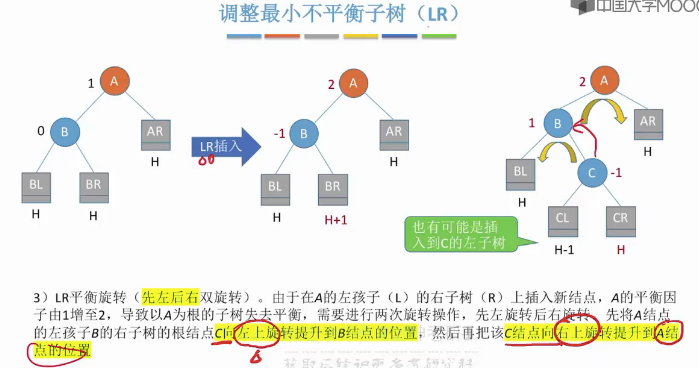 中国大学MOOC
调整最小不平衡子树（LR）
1
A
0
B
AR
H
BL
BR
H
H
LR插入
2
A
-1
B
AR
H
BL
BR
H
H+1
2
A
1
B
AR
H
BL
C
-1
H
CL
CR
H-1
H
也有可能是插
入到C的左子树
3）LR平衡旋转（先左后右双旋转）。由于在A的左孩子（L）的右子树（R）上插入新结点，A的平衡因
子由1增至2，导致以A为根的子树失去平衡，需要进行两次旋转操作，先左旋转后右旋转。先将A结点
的左孩子B的右子树的根结点C向左上旋转提升到B结点的位置，然后再把该C结点向右上旋转提升到A结
点的位置